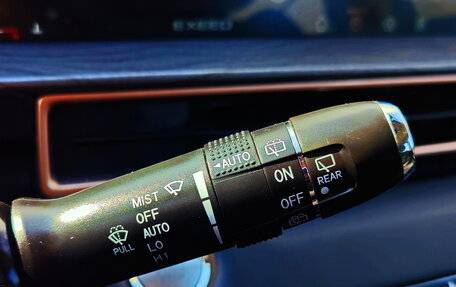 EXEED
AUTO
ON
OFF
REAR
MIST
OFF
AUTO
LO
HI
PULL